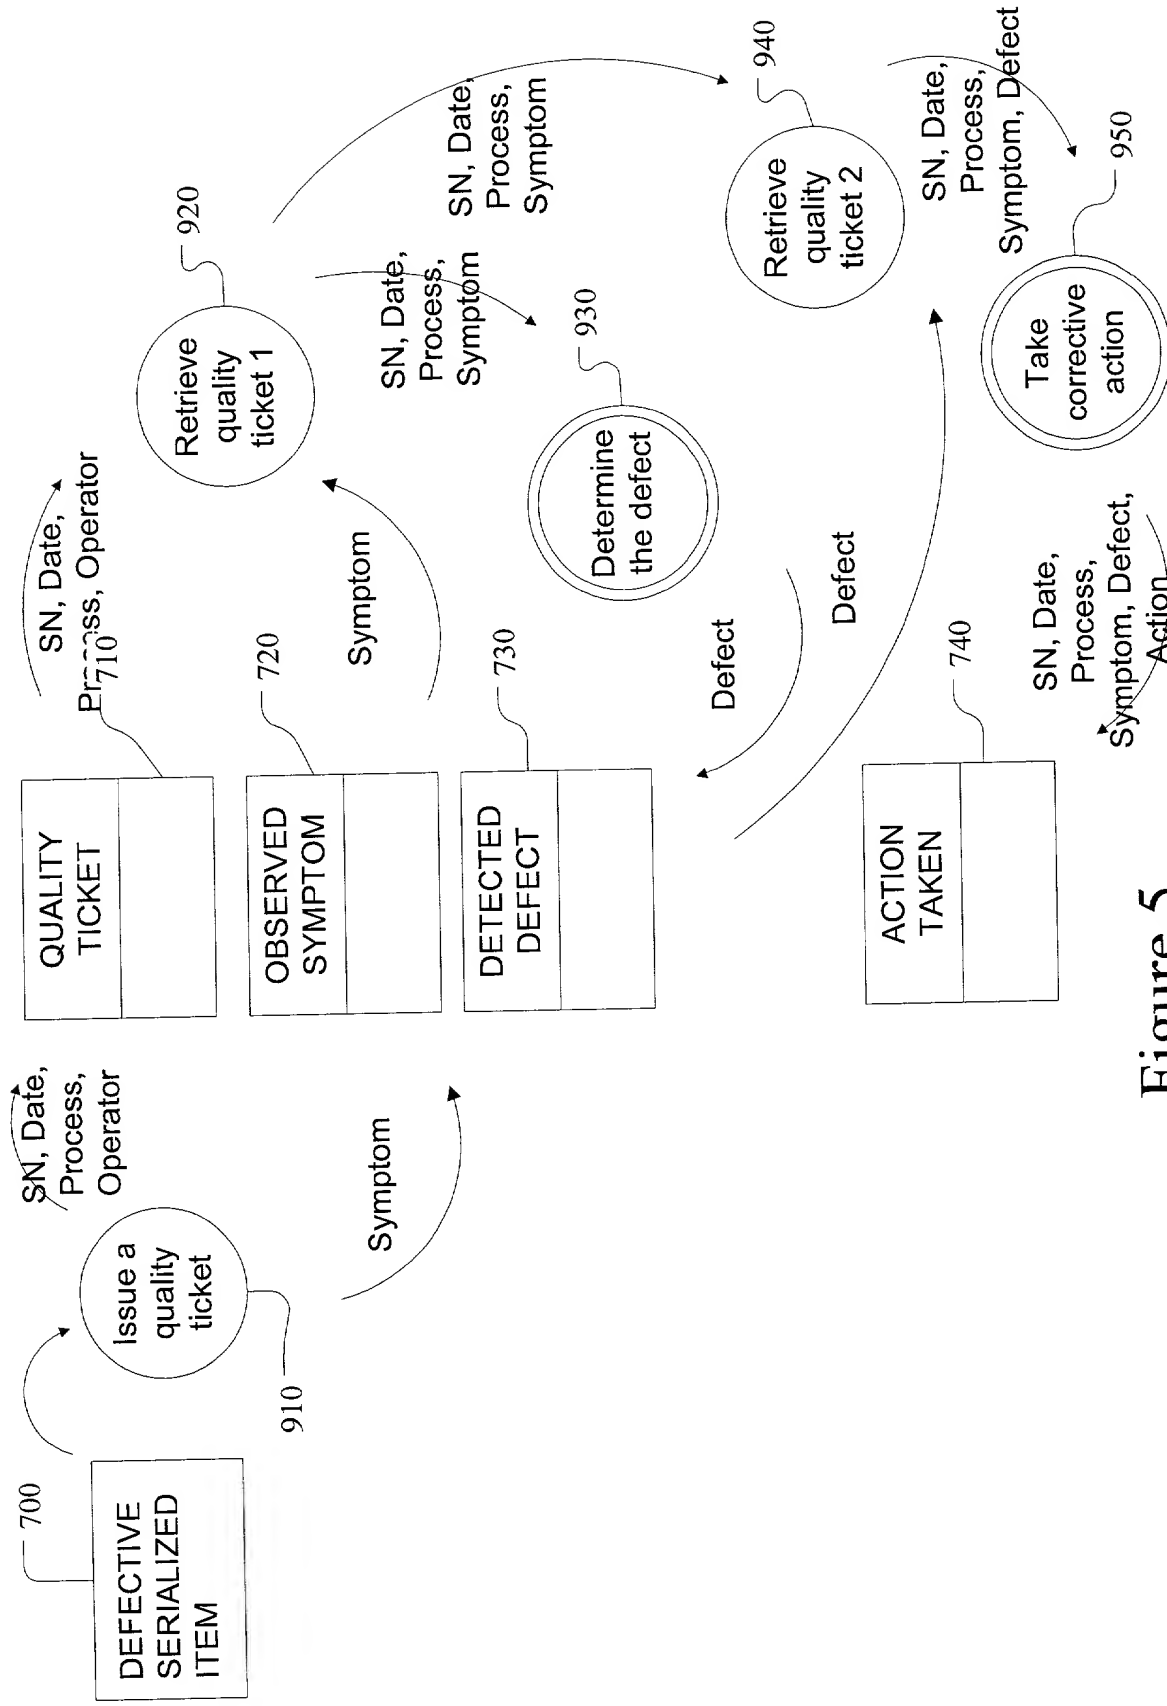 700
DEFECTIVE
SERIALIZED
ITEM
Issue a
quality
ticket
910
SN, Date,
Process,
Operator
Symptom
QUALITY
TICKET
710
OBSERVED
SYMPTOM
720
DETECTED
DEFECT
730
ACTION
TAKEN
740
SN, Date,
Process, Operator
Symptom
Retrieve
quality
ticket 1
920
SN, Date,
Process,
Symptom
SN, Date,
Process,
Symptom
Determine
the defect
930
Defect
Defect
Retrieve
quality
ticket 2
940
SN, Date,
Process,
Symptom, Defect
Take
corrective
action
950
SN, Date,
Process,
Symptom, Defect,
Action
Figure 5